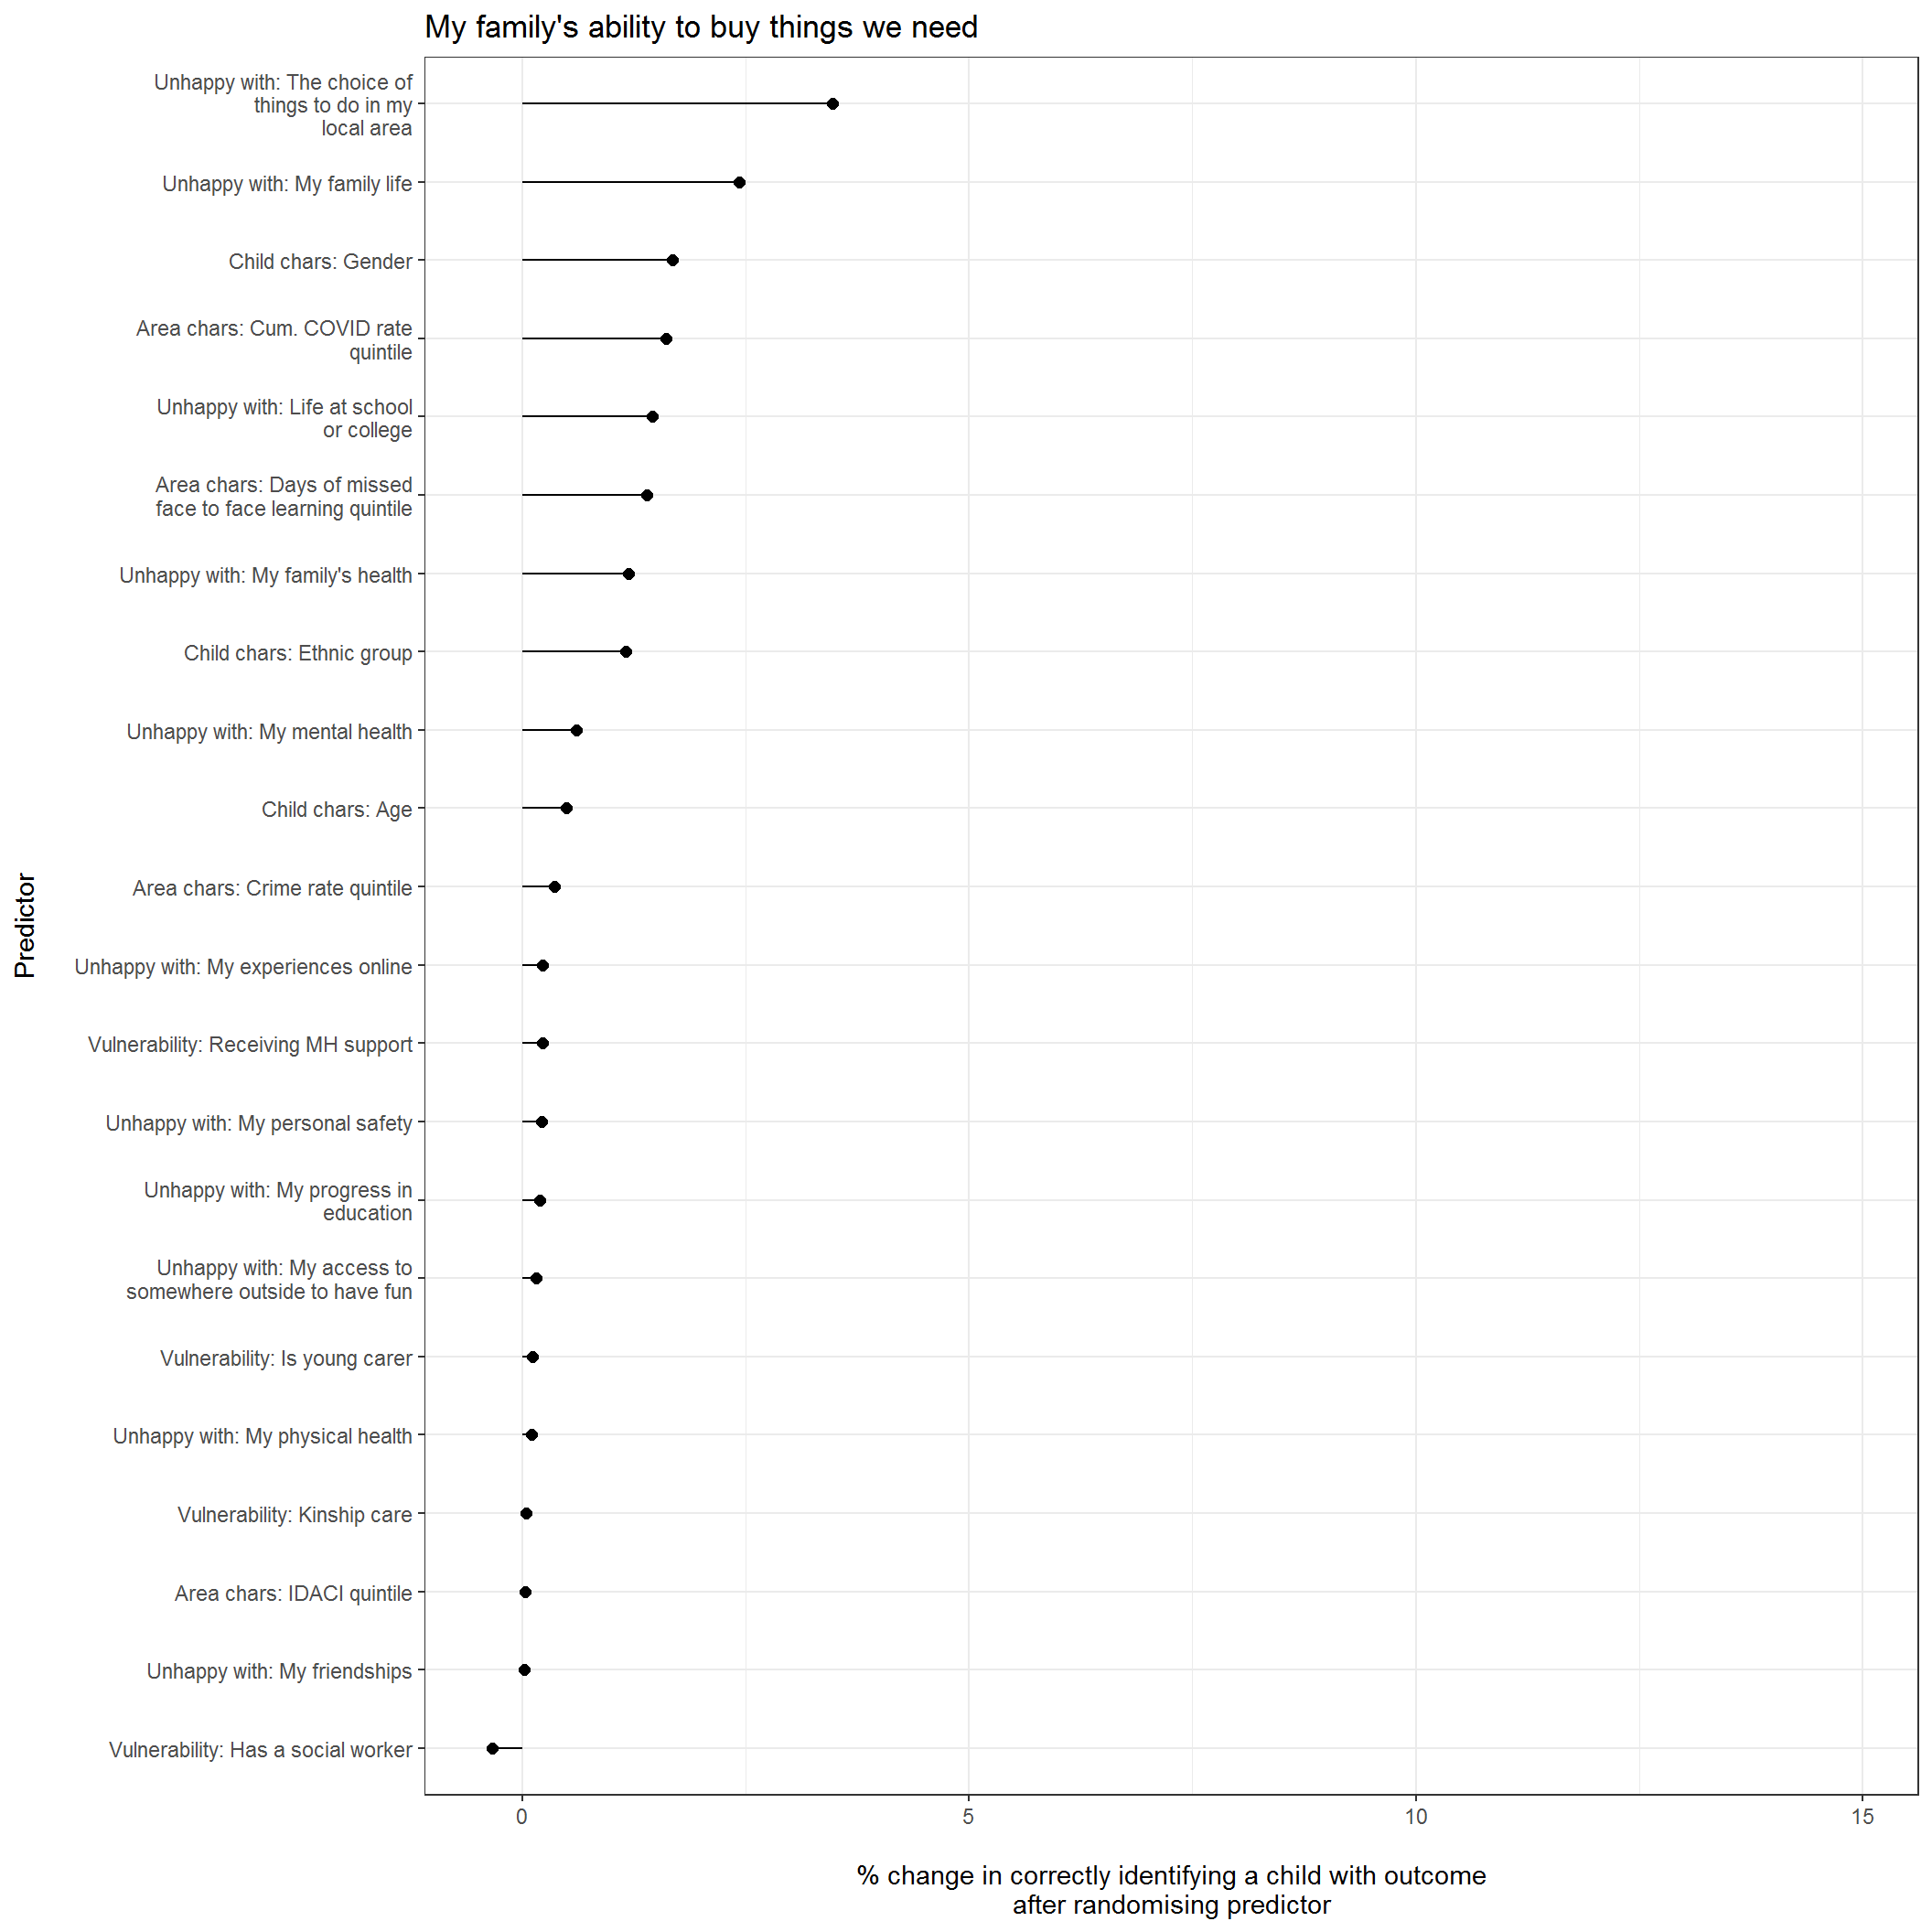 My family's ability to buy things we need
Unhappy with: The choice of
things to do in my
local area
Unhappy with: My family life
Child chars: Gender
Area chars: Cum. COVID rate
quintile
Unhappy with: Life at school
or college
Area chars: Days of missed
face to face learning quintile
Unhappy with: My family's health
Child chars: Ethnic group
Unhappy with: My mental health
Child chars: Age
Area chars: Crime rate quintile
Unhappy with: My experiences online
Vulnerability: Receiving MH support
Unhappy with: My personal safety
Unhappy with: My progress in
education
Unhappy with: My access to
somewhere outside to have fun
Vulnerability: Is young carer
Unhappy with: My physical health
Vulnerability: Kinship care
Area chars: IDACI quintile
Unhappy with: My friendships
Vulnerability: Has a social worker
Predictor
0 5 10 15
% change in correctly identifying a child with outcome
after randomising predictor